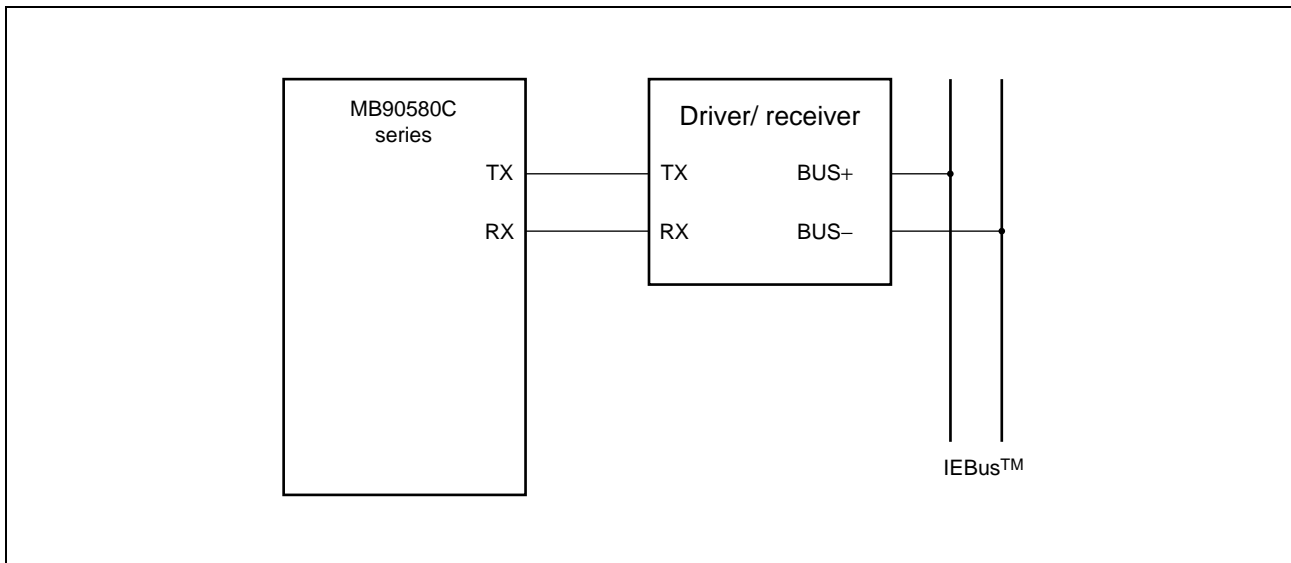 MB90580C
series
Driver/ receiver
TX
TX
BUS+
RX
RX
BUS−
IEBus™